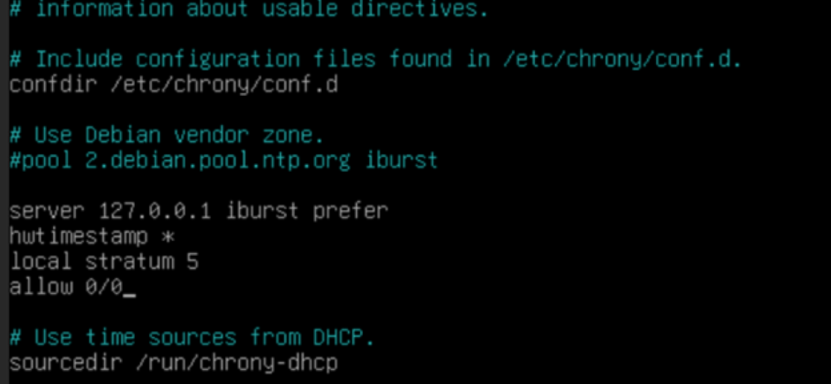 # information about usable directives.
# Include configuration files found in /etc/chrony/conf.d.
confdir /etc/chrony/conf.d
# Use Debian vendor zone.
#pool 2.debian.pool.ntp.org iburst
server 127.0.0.1 iburst prefer
hwtimestamp *
local stratum 5
allow 0/0_
# Use time sources from DHCP.
sourcedir /run/chrony-dhcp